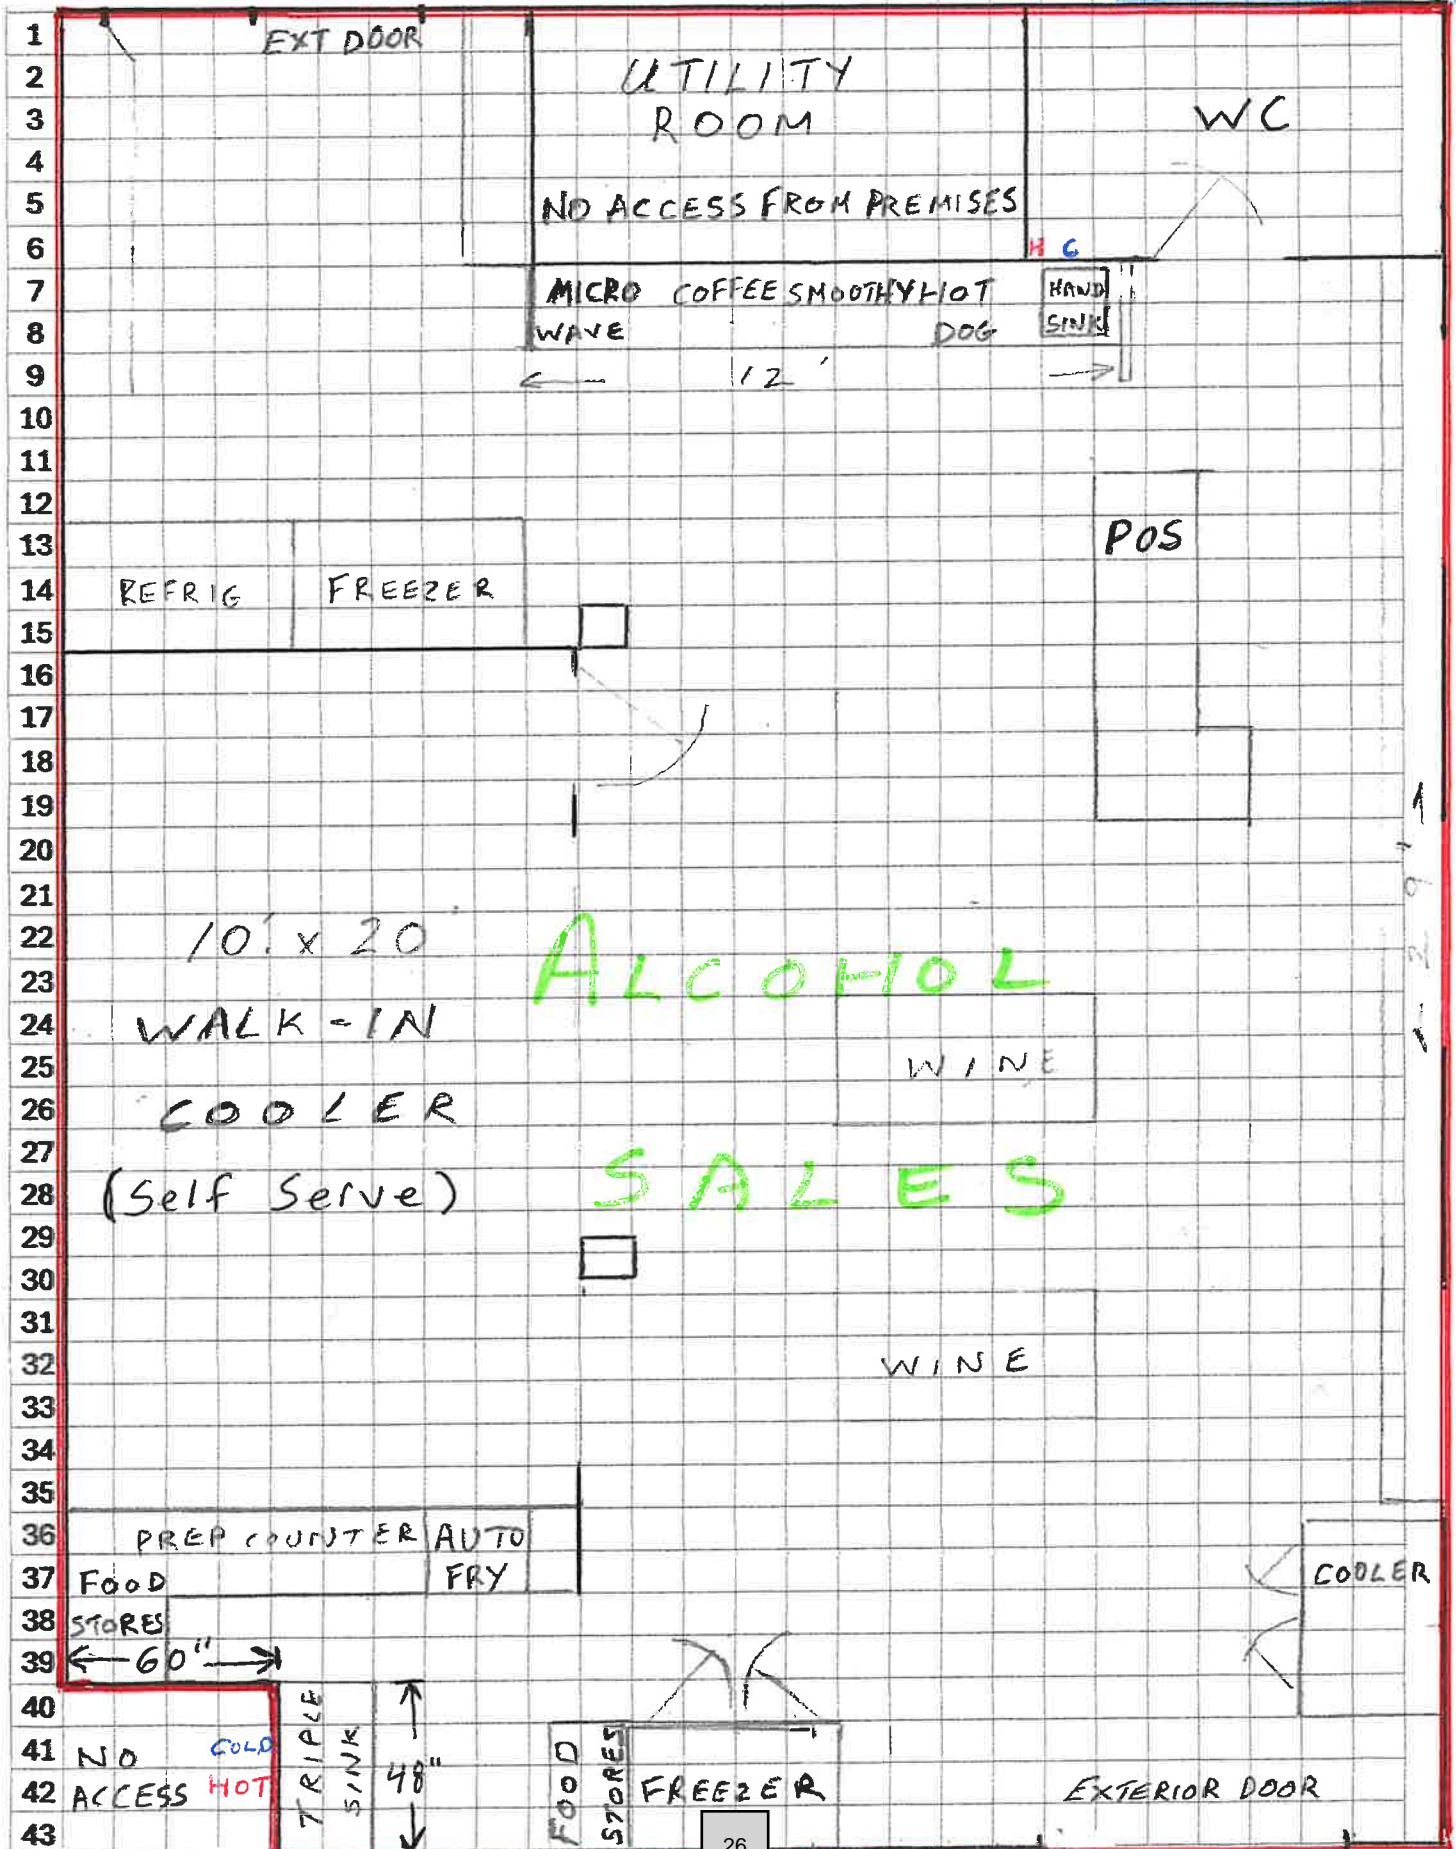 1
EXT DOOR
2
UTILITY
3
ROOM
WC
4
5
NO ACCESS FROM PREMISES
6
H C
7
MICRO COFFEE SMOOTHY HOT
HAND
8
WAVE
DOG
SINK
9
12'
10
11
12
13
POS
14
REFRIG
FREEZER
15
16
17
18
19
20
21
22
10' x 20'
23
ALCOHOL
24
WALK-IN
25
WINE
26
COOLER
27
28
(Self Serve)
SALES
29
30
31
32
WINE
33
34
35
36
PREP COUNTER
AUTO
37
FOOD
FRY
COOLER
38
STORES
39
60"
40
41
NO
COLD
42
ACCESS
HOT
TRIPLE
SINK
48"
FOOD
STORES
FREEZER
EXTERIOR DOOR
43
26